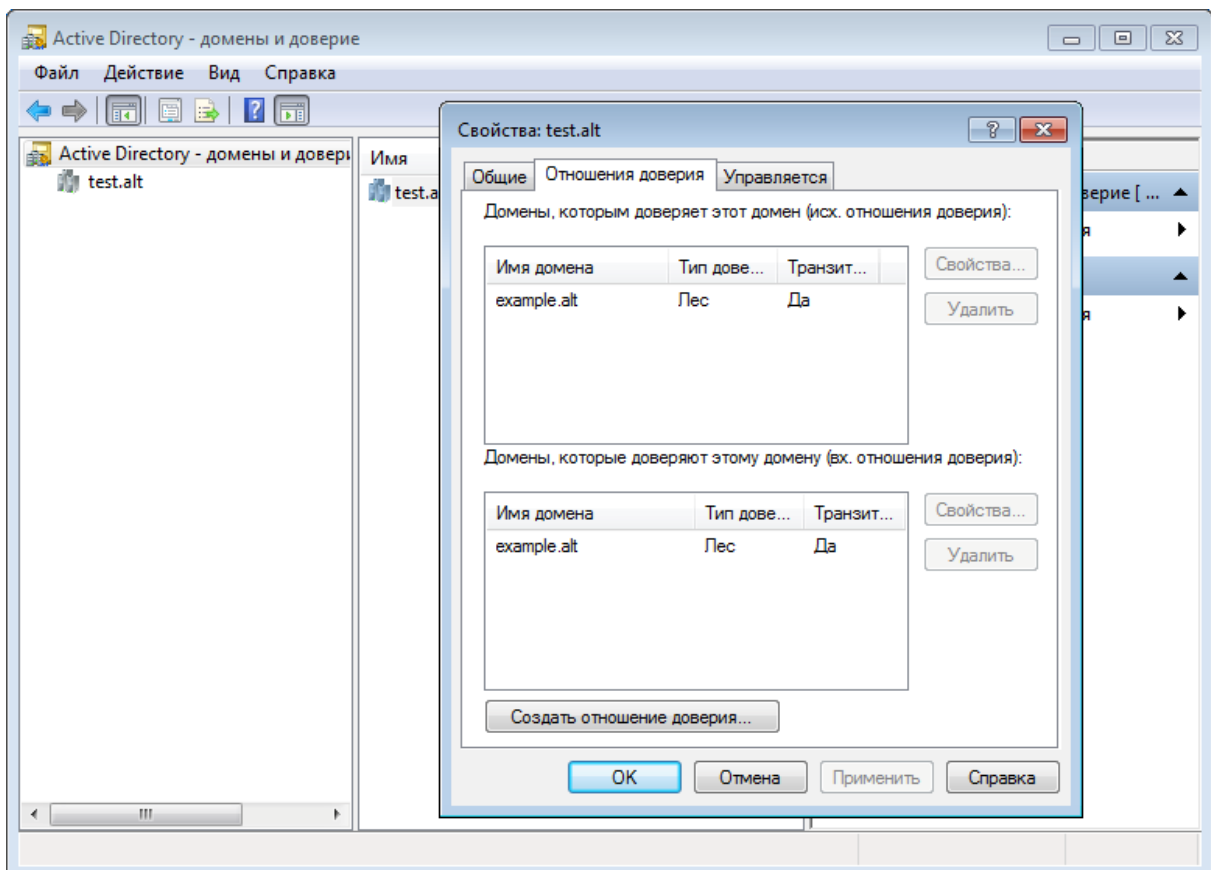 Active Directory - домены и доверие
Файл Действие Вид Справка
Active Directory - домены и довери
test.alt
Имя
test.a
верие [ ...
я
я
Свойства: test.alt
Общие Отношения доверия Управляется
Домены, которым доверяет этот домен (исх. отношения доверия):
Имя домена Тип дове... Транзит...
example.alt Лес Да
Свойства...
Удалить
Домены, которые доверяют этому домену (вх. отношения доверия):
Имя домена Тип дове... Транзит...
example.alt Лес Да
Свойства...
Удалить
Создать отношение доверия...
OK Отмена Применить Справка